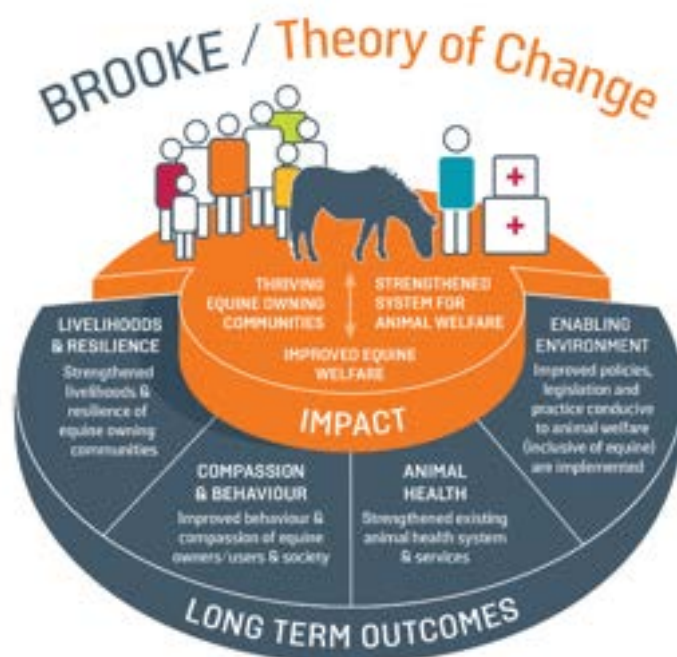 BROOKE / Theory of Change
THRIVING
EQUINE OWNING
COMMUNITIES
STRENGTHENED
SYSTEM FOR
ANIMAL WELFARE
IMPROVED EQUINE
WELFARE
IMPACT
LIVELIHOODS
& RESILIENCE
Strengthened
livelihoods &
resilience of
equine owning
communities
COMPASSION
& BEHAVIOUR
Improved behaviour &
compassion of equine
owners/users & society
ANIMAL
HEALTH
Strengthened existing
animal health system
& services
ENABLING
ENVIRONMENT
Improved policies,
legislation and
practice conducive
to animal welfare
(inclusive of equine)
are implemented
LONG TERM OUTCOMES